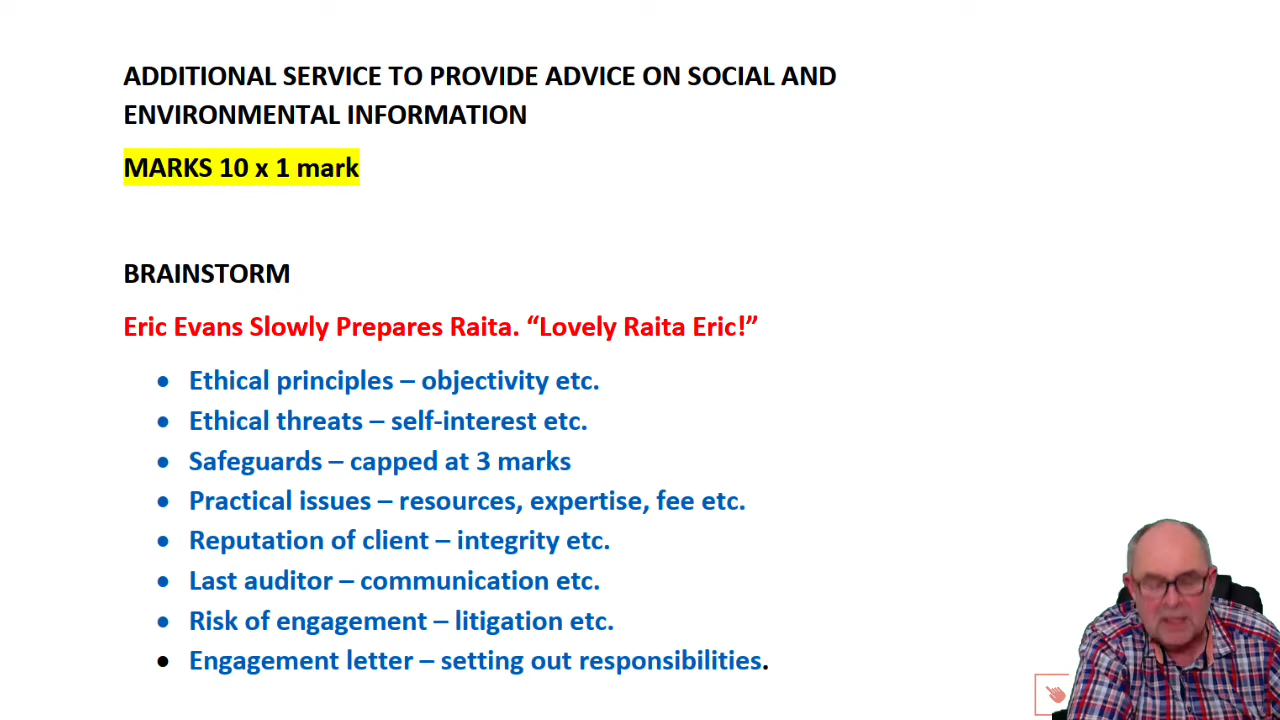 ADDITIONAL SERVICE TO PROVIDE ADVICE ON SOCIAL AND
ENVIRONMENTAL INFORMATION
MARKS 10 x 1 mark
BRAINSTORM
Eric Evans Slowly Prepares Raita. “Lovely Raita Eric!”
• Ethical principles – objectivity etc.
• Ethical threats – self-interest etc.
• Safeguards – capped at 3 marks
• Practical issues – resources, expertise, fee etc.
• Reputation of client – integrity etc.
• Last auditor – communication etc.
• Risk of engagement – litigation etc.
• Engagement letter – setting out responsibilities.